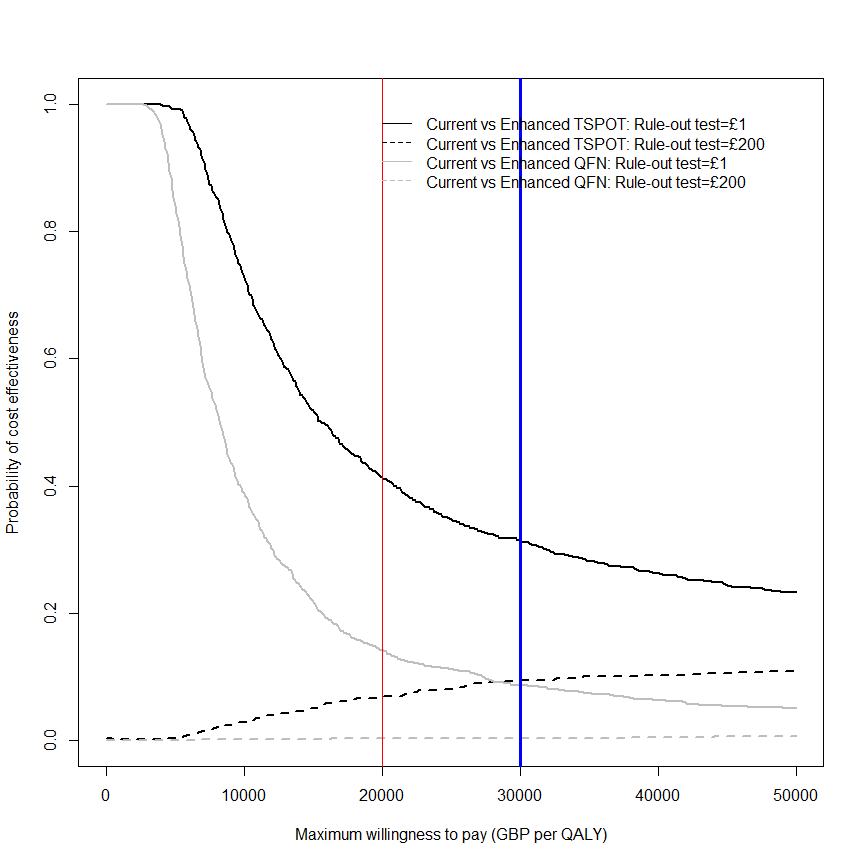 1.0
0.8
0.6
0.4
0.2
0.0
Probability of cost effectiveness
Current vs Enhanced TSPOT: Rule-out test=£1
Current vs Enhanced TSPOT: Rule-out test=£200
Current vs Enhanced QFN: Rule-out test=£1
Current vs Enhanced QFN: Rule-out test=£200
0 10000 20000 30000 40000 50000
Maximum willingness to pay (GBP per QALY)